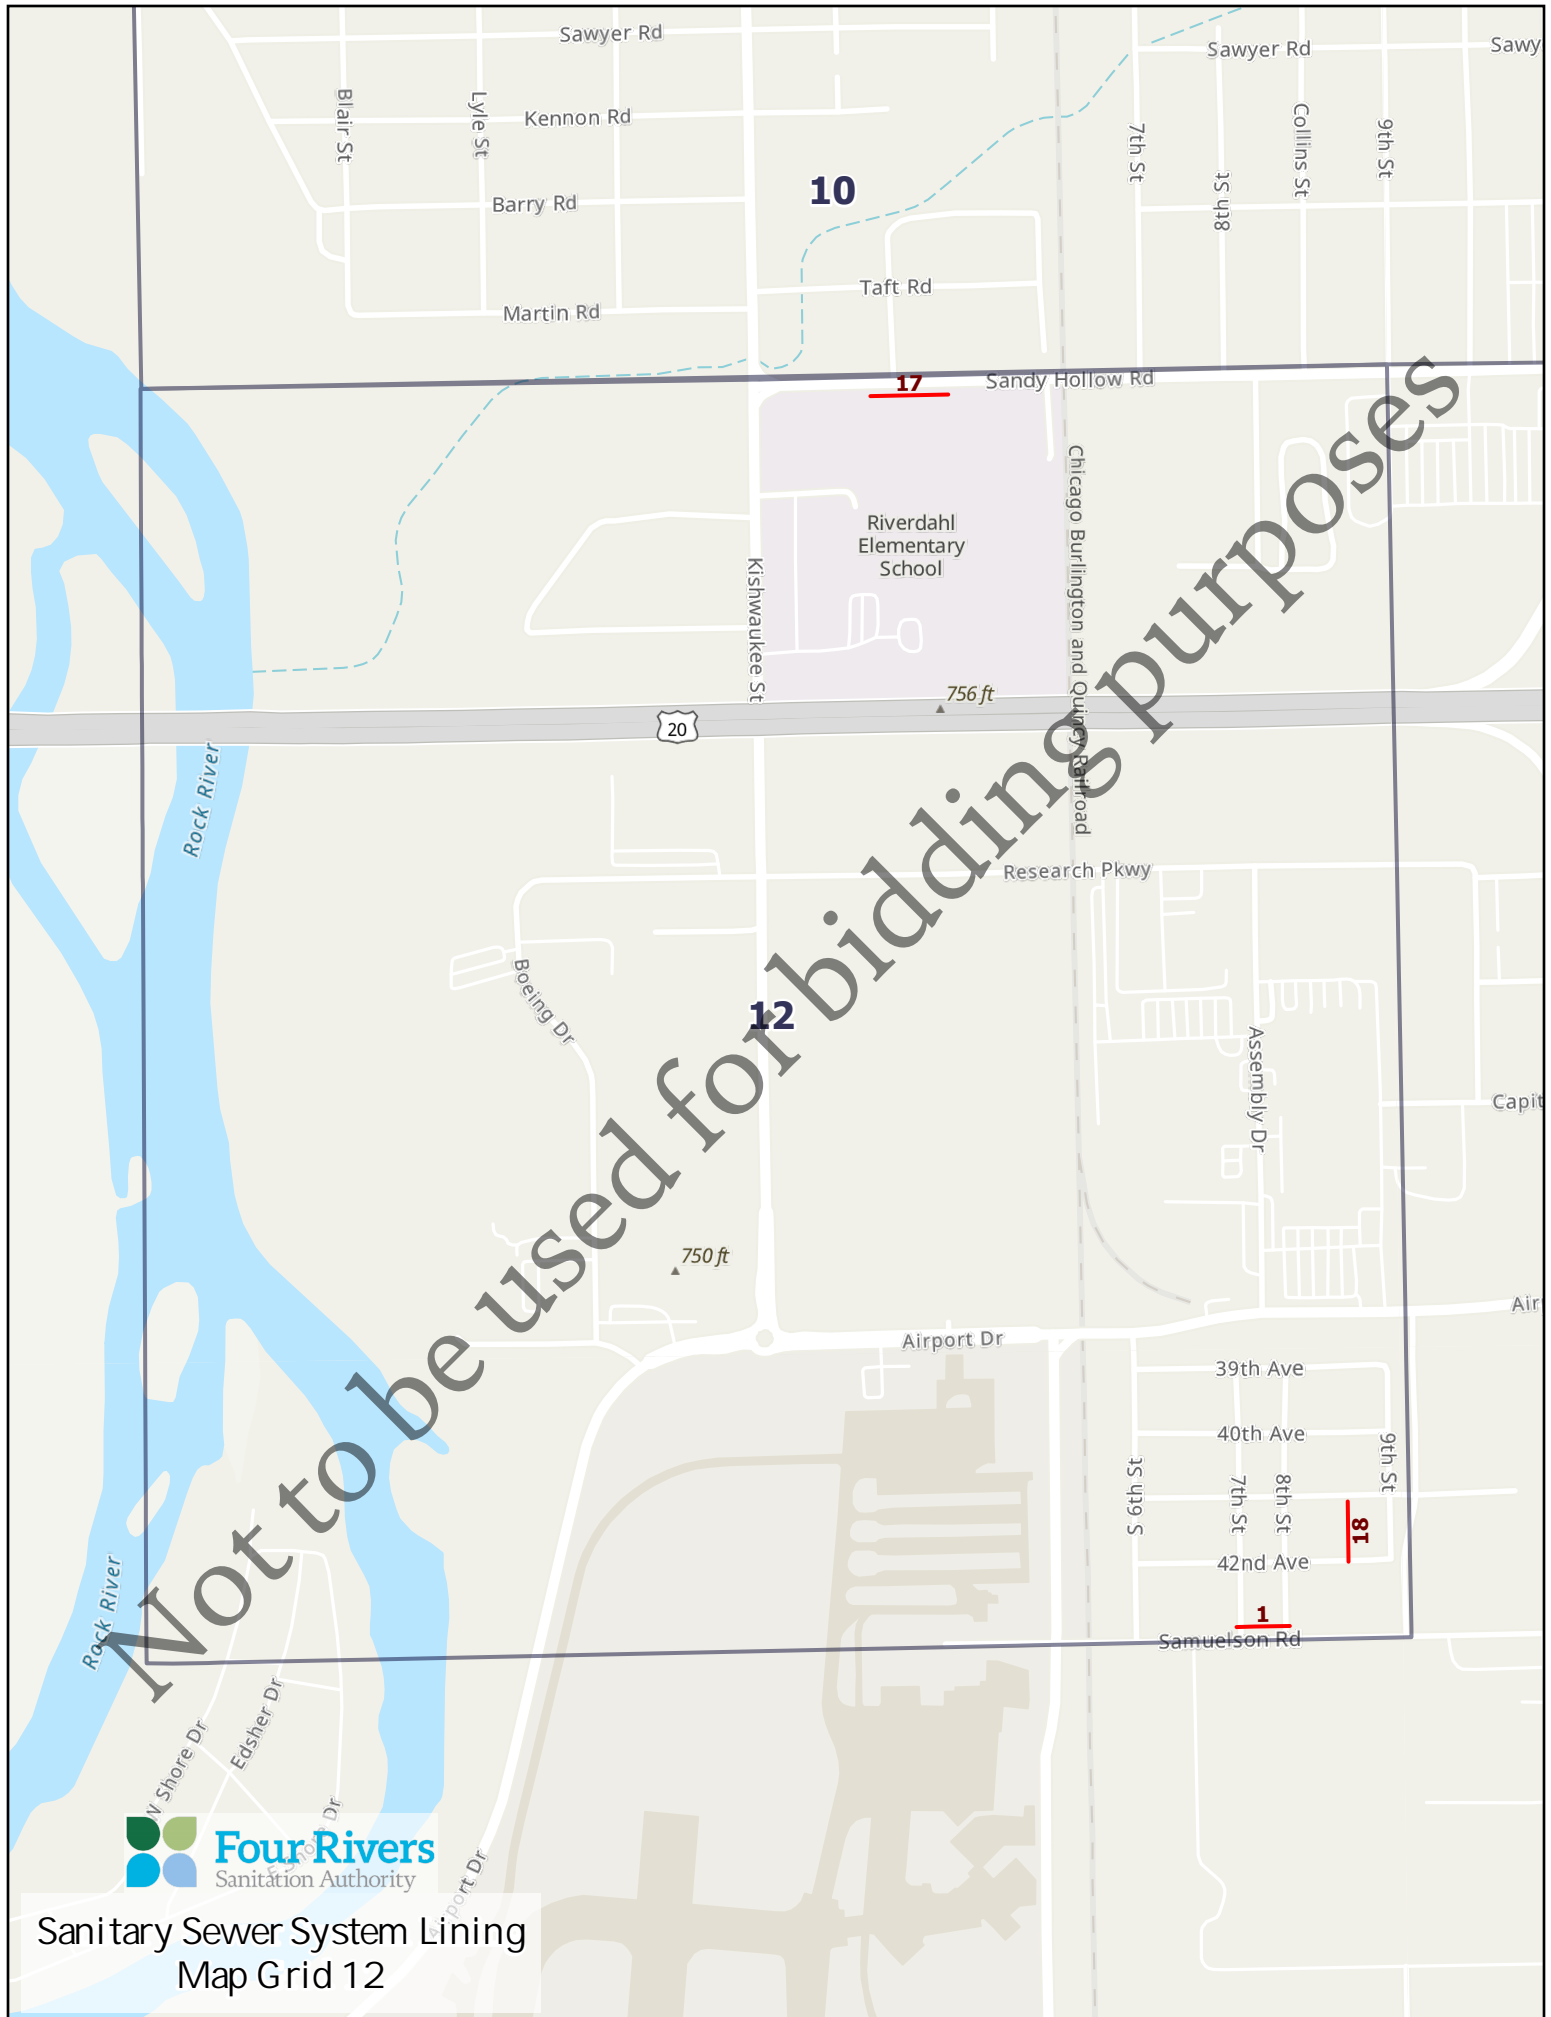 Sawyer Rd
Sawyer Rd
Sawy
Blair St
Lyle St
Kennon Rd
7th St
8th St
Collins St
9th St
10
Barry Rd
Taft Rd
Martin Rd
17
Sandy Hollow Rd
Riverdahl
Elementary
School
Kishwaukee St
Chicago Burlington and Quincy Railroad
756 ft
20
Rock River
Research Pkwy
Boeing Dr
12
Assembly Dr
Capit
750 ft
Air
Airport Dr
39th Ave
40th Ave
9th St
S 6th St
7th St
8th St
18
42nd Ave
1
Samuelson Rd
Rock River
Edsher Dr
W Shore Dr
E Shore Dr
Airport Dr
Not to be used for bidding purposes
Four Rivers
Sanitation Authority
Sanitary Sewer System Lining
Map Grid 12